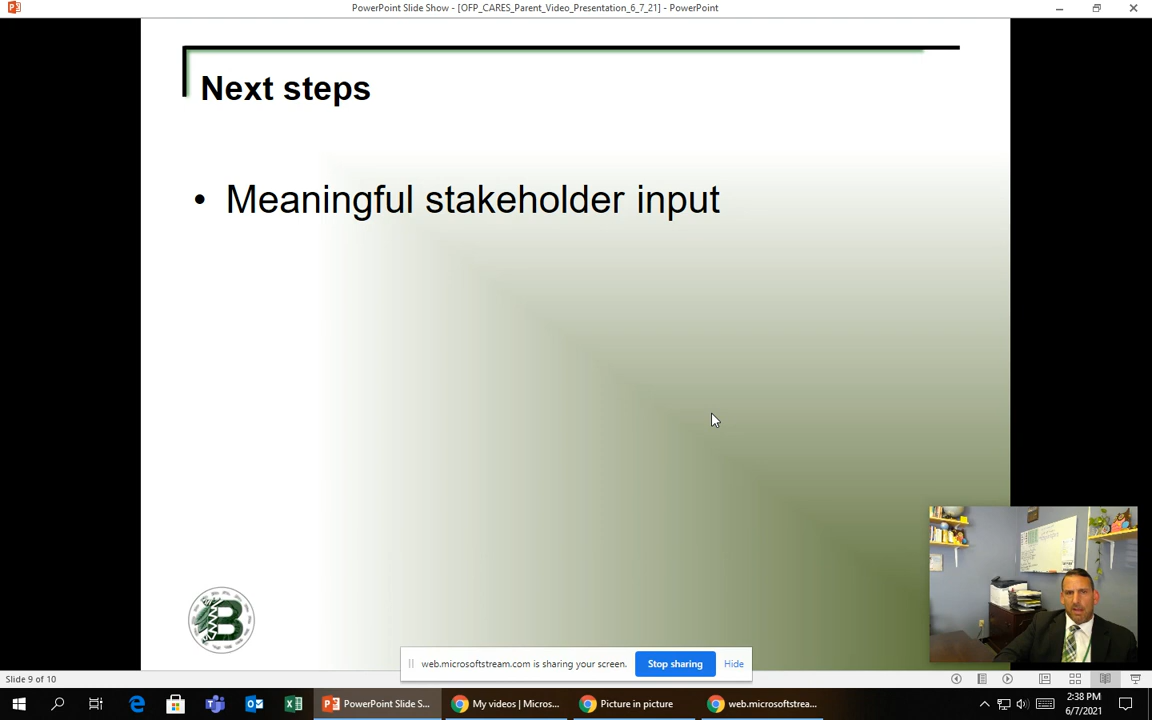 PowerPoint Slide Show - [OFP_CARES_Parent_Video_Presentation_6_7_21] - PowerPoint
Next steps
• Meaningful stakeholder input
B
web.microsoftstream.com is sharing your screen.
Stop sharing
Hide
Slide 9 of 10
PowerPoint Slide S...
My videos | Micros...
Picture in picture
web.microsoftstrea...
2:38 PM
6/7/2021